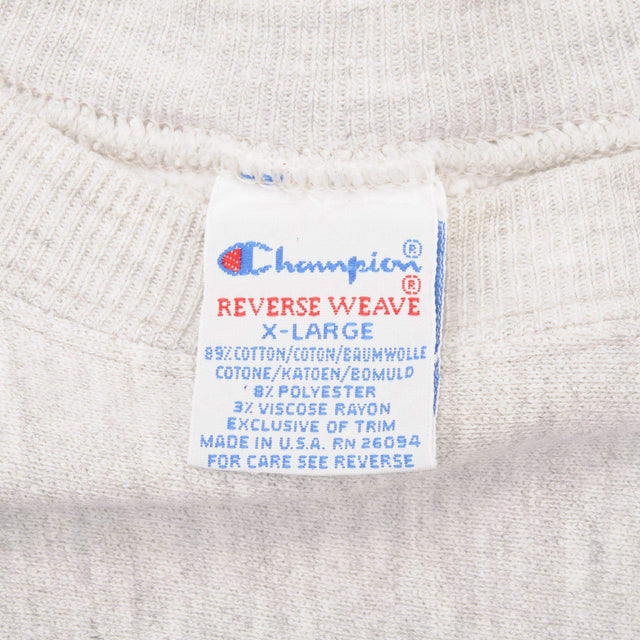 Champion®
REVERSE WEAVE®
X-LARGE
89% COTTON/COTON/BAUMWOLLE
COTONE/KATOEN/BOMULD
8% POLYESTER
3% VISCOSE RAYON
EXCLUSIVE OF TRIM
MADE IN U.S.A. RN 26094
FOR CARE SEE REVERSE